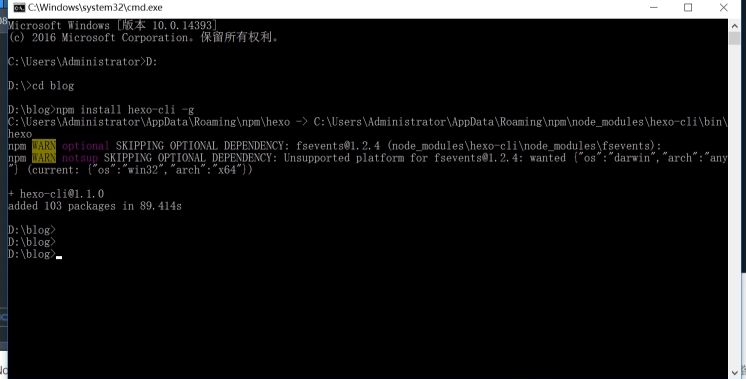 C:\Windows\system32\cmd.exe
Microsoft Windows [版本 10.0.14393]
(c) 2016 Microsoft Corporation。保留所有权利。
C:\Users\Administrator>D:
D:\>cd blog
D:\blog>npm install hexo-cli -g
C:\Users\Administrator\AppData\Roaming\npm\hexo -> C:\Users\Administrator\AppData\Roaming\npm\node_modules\hexo-cli\bin\
hexo
npm WARN optional SKIPPING OPTIONAL DEPENDENCY: fsevents@1.2.4 (node_modules\hexo-cli\node_modules\fsevents):
npm WARN notsup SKIPPING OPTIONAL DEPENDENCY: Unsupported platform for fsevents@1.2.4: wanted {"os":"darwin","arch":"any
"} (current: {"os":"win32","arch":"x64"})
+ hexo-cli@1.1.0
added 103 packages in 89.414s
D:\blog>
D:\blog>
D:\blog>